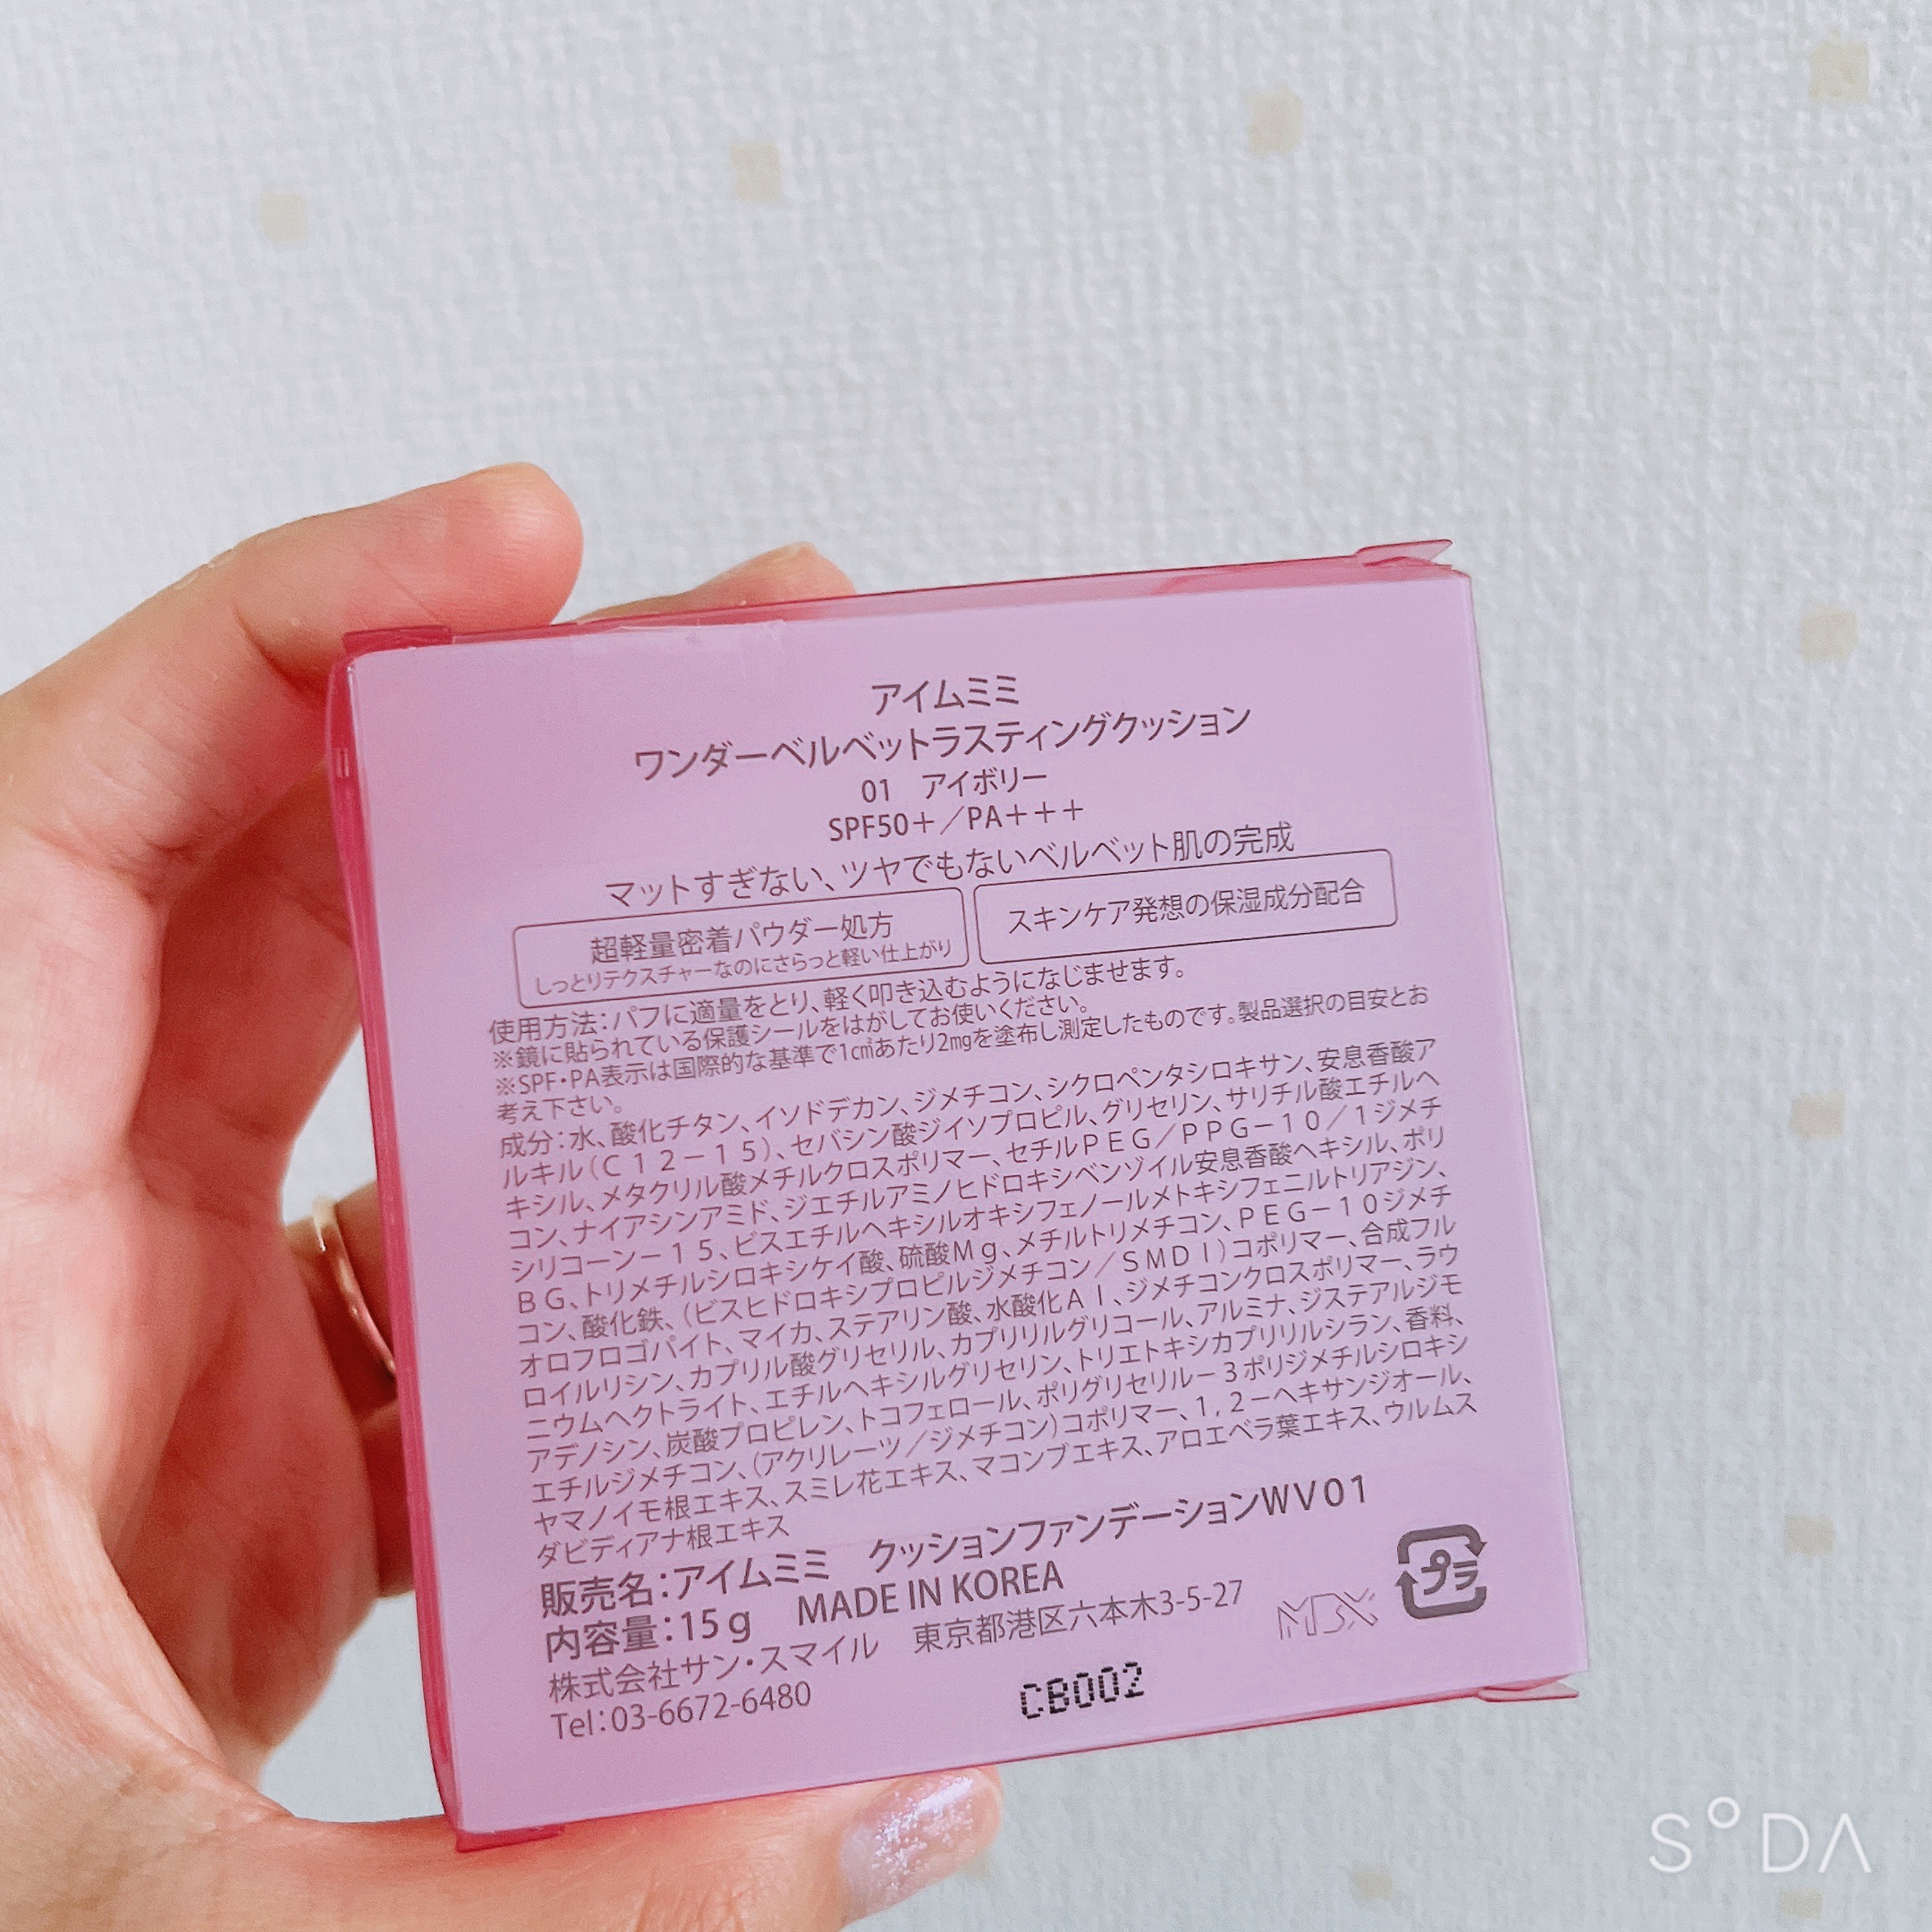 アイムミミ
ワンダーベルベットラスティングクッション
01　アイボリー
SPF50＋／PA＋＋＋
マットすぎない、ツヤでもないベルベット肌の完成
超軽量密着パウダー処方
しっとりテクスチャーなのにさらっと軽い仕上がり
スキンケア発想の保湿成分配合
使用方法：パフに適量をとり、軽く叩き込むようになじませます。
※鏡に貼られている保護シールをはがしてお使いください。
※SPF・PA表示は国際的な基準で1㎠あたり2㎎を塗布し測定したものです。製品選択の目安とお
考え下さい。
成分：水、酸化チタン、イソドデカン、ジメチコン、シクロペンタシロキサン、安息香酸ア
ルキル（Ｃ１２－１５）、セバシン酸ジイソプロピル、グリセリン、サリチル酸エチルヘ
キシル、メタクリル酸メチルクロスポリマー、セチルＰＥＧ／ＰＰＧ－１０／１ジメチ
コン、ナイアシンアミド、ジエチルアミノヒドロキシベンゾイル安息香酸ヘキシル、ポリ
シリコーン－１５、ビスエチルヘキシルオキシフェノールメトキシフェニルトリアジン、
ＢＧ、トリメチルシロキシケイ酸、硫酸Ｍｇ、メチルトリメチコン、ＰＥＧ－１０ジメチ
コン、酸化鉄、（ビスヒドロキシプロピルジメチコン／ＳＭＤＩ）コポリマー、合成フル
オロフロゴパイト、マイカ、ステアリン酸、水酸化Ａｌ、ジメチコンクロスポリマー、ラウ
ロイルリシン、カプリル酸グリセリル、カプリリルグリコール、アルミナ、ジステアルジモ
ニウムヘクトライト、エチルヘキシルグリセリン、トリエトキシカプリリルシラン、香料、
アデノシン、炭酸プロピレン、トコフェロール、ポリグリセリル－３ポリジメチルシロキシ
エチルジメチコン、（アクリレーツ／ジメチコン）コポリマー、１，２－ヘキサンジオール、
ヤマノイモ根エキス、スミレ花エキス、マコンブエキス、アロエベラ葉エキス、ウルムス
ダビディアナ根エキス
販売名：アイムミミ　クッションファンデーションWＶ０１
内容量：15ｇ　MADE IN KOREA
株式会社サン・スマイル　東京都港区六本木3-5-27
Tel：03-6672-6480
プラ
CB002
SODA